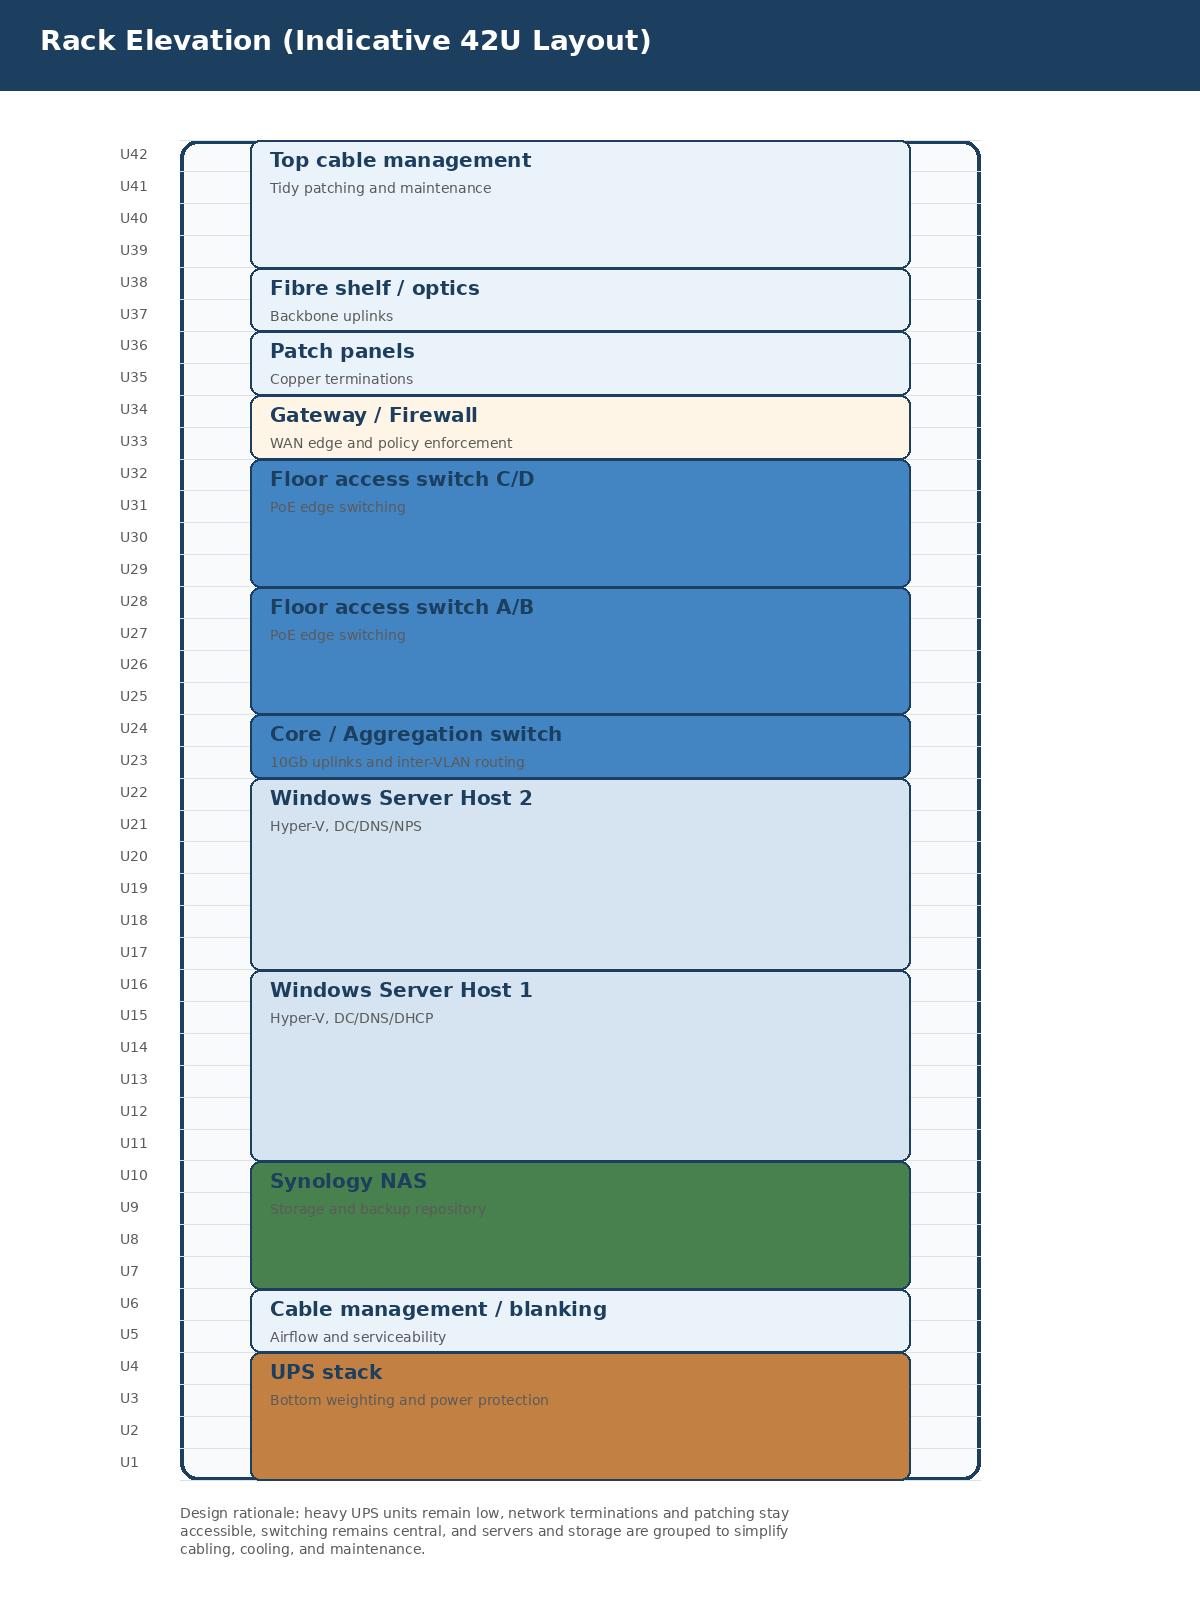 Rack Elevation (Indicative 42U Layout)
U42
Top cable management
U41
Tidy patching and maintenance
U40
U39
U38
Fibre shelf / optics
U37
Backbone uplinks
U36
Patch panels
U35
Copper terminations
U34
Gateway / Firewall
U33
WAN edge and policy enforcement
U32
Floor access switch C/D
U31
PoE edge switching
U30
U29
U28
Floor access switch A/B
U27
PoE edge switching
U26
U25
U24
Core / Aggregation switch
U23
10Gb uplinks and inter-VLAN routing
U22
Windows Server Host 2
U21
Hyper-V, DC/DNS/NPS
U20
U19
U18
U17
U16
Windows Server Host 1
U15
Hyper-V, DC/DNS/DHCP
U14
U13
U12
U11
U10
Synology NAS
U9
Storage and backup repository
U8
U7
U6
Cable management / blanking
U5
Airflow and serviceability
U4
UPS stack
U3
Bottom weighting and power protection
U2
U1
Design rationale: heavy UPS units remain low, network terminations and patching stay
accessible, switching remains central, and servers and storage are grouped to simplify
cabling, cooling, and maintenance.